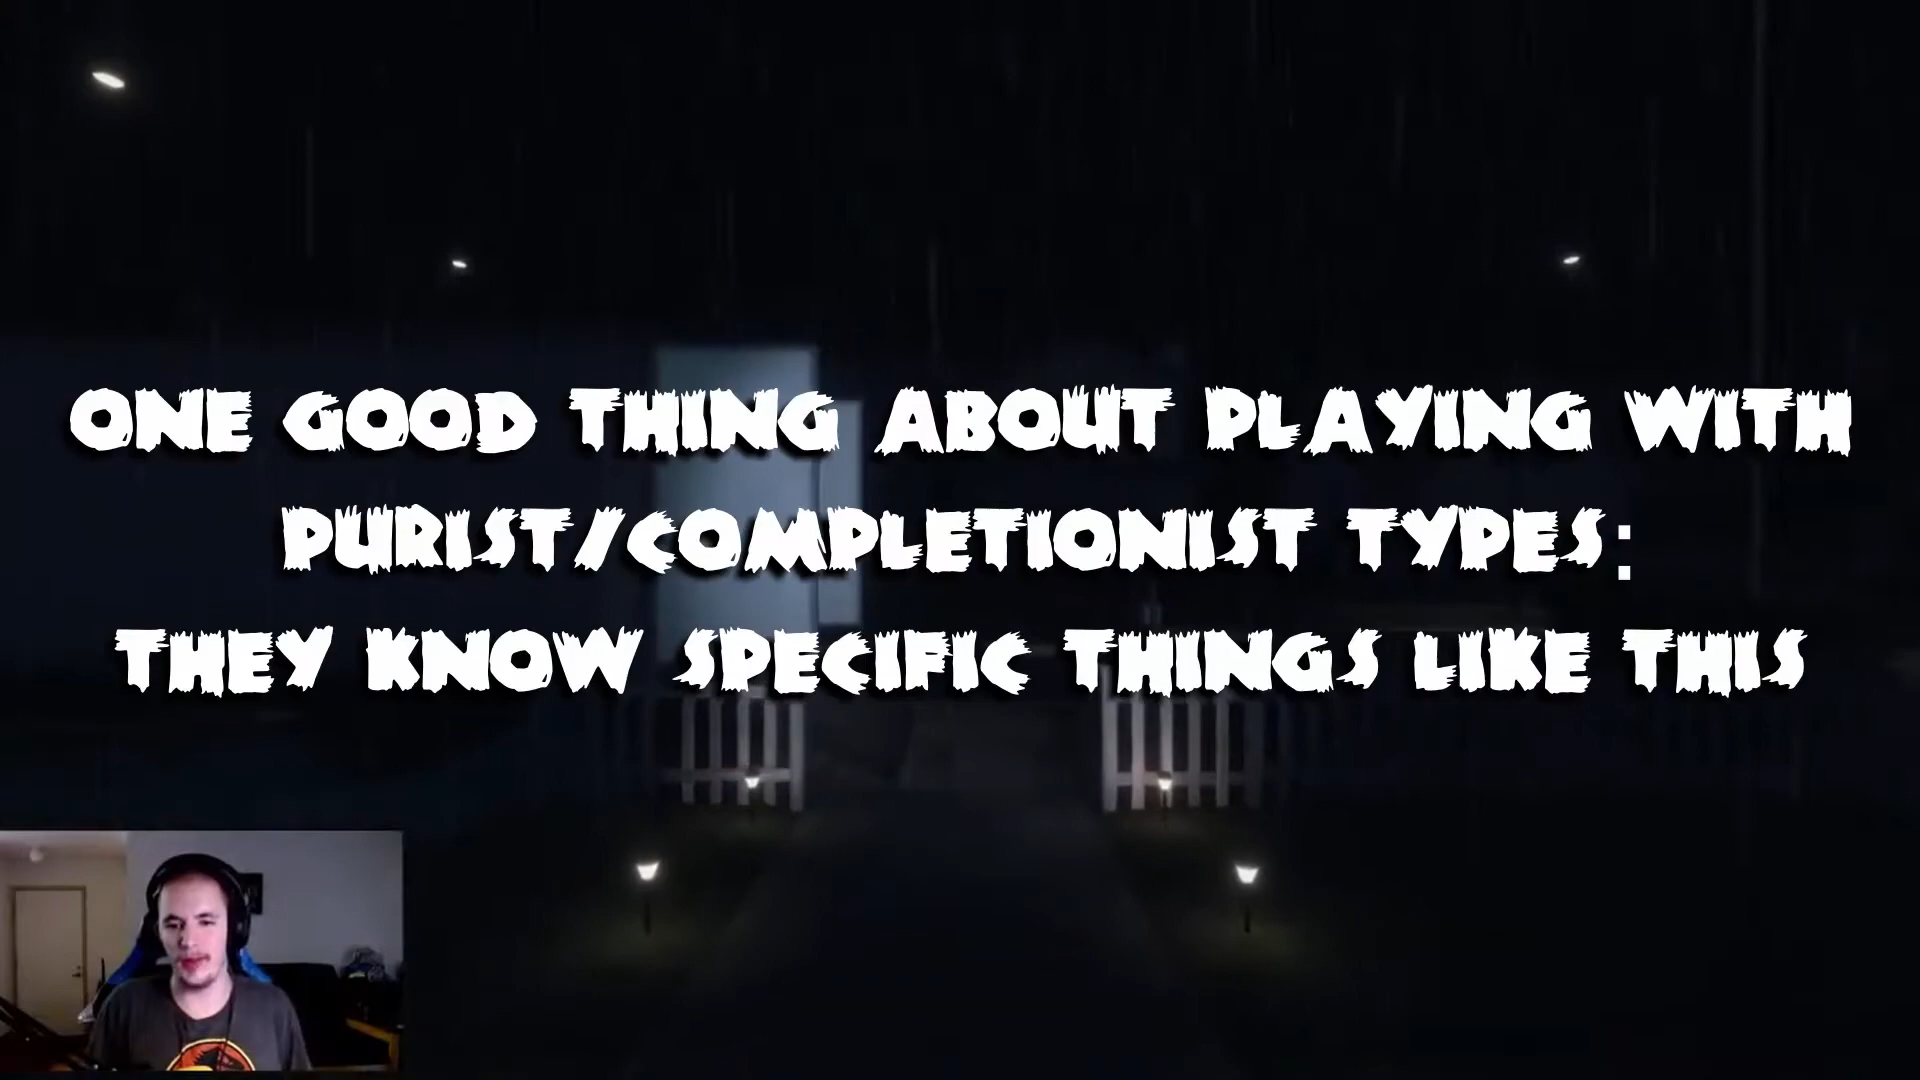 ONE GOOD THING ABOUT PLAYING WITH
PURIST/COMPLETIONIST TYPES:
THEY KNOW SPECIFIC THINGS LIKE THIS